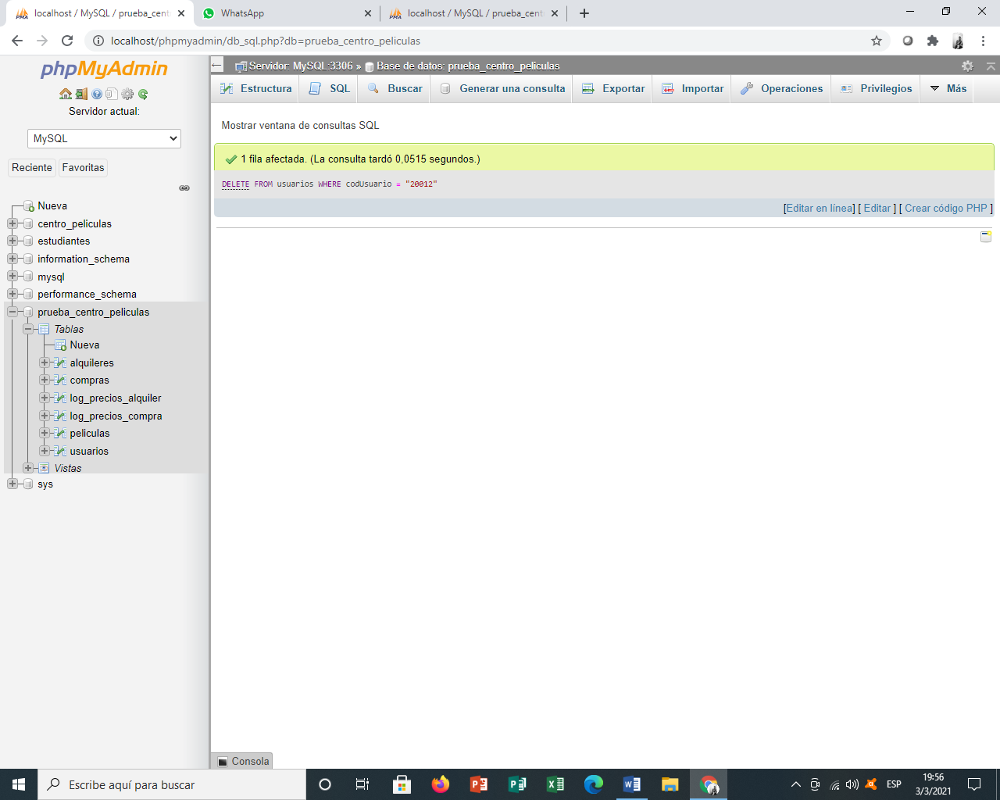 localhost / MySQL / prueba_cent
WhatsApp
localhost / MySQL / prueba_cent
localhost/phpmyadmin/db_sql.php?db=prueba_centro_peliculas
phpMyAdmin
Servidor actual:
MySQL
Reciente
Favoritas
Nueva
centro_peliculas
estudiantes
information_schema
mysql
performance_schema
prueba_centro_peliculas
Tablas
Nueva
alquileres
compras
log_precios_alquiler
log_precios_compra
peliculas
usuarios
Vistas
sys
Servidor: MySQL:3306 » Base de datos: prueba_centro_peliculas
Estructura SQL Buscar Generar una consulta Exportar Importar Operaciones Privilegios Más
Mostrar ventana de consultas SQL
1 fila afectada. (La consulta tardó 0,0515 segundos.)
DELETE FROM usuarios WHERE codUsuario = "20012"
[Editar en línea] [ Editar ] [ Crear código PHP ]
Consola
Escribe aquí para buscar
ESP
19:56
3/3/2021